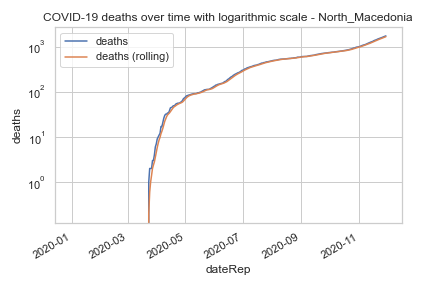 COVID-19 deaths over time with logarithmic scale - North_Macedonia
deaths
deaths (rolling)
10³
10²
10¹
10⁰
deaths
2020-01
2020-03
2020-05
2020-07
2020-09
2020-11
dateRep